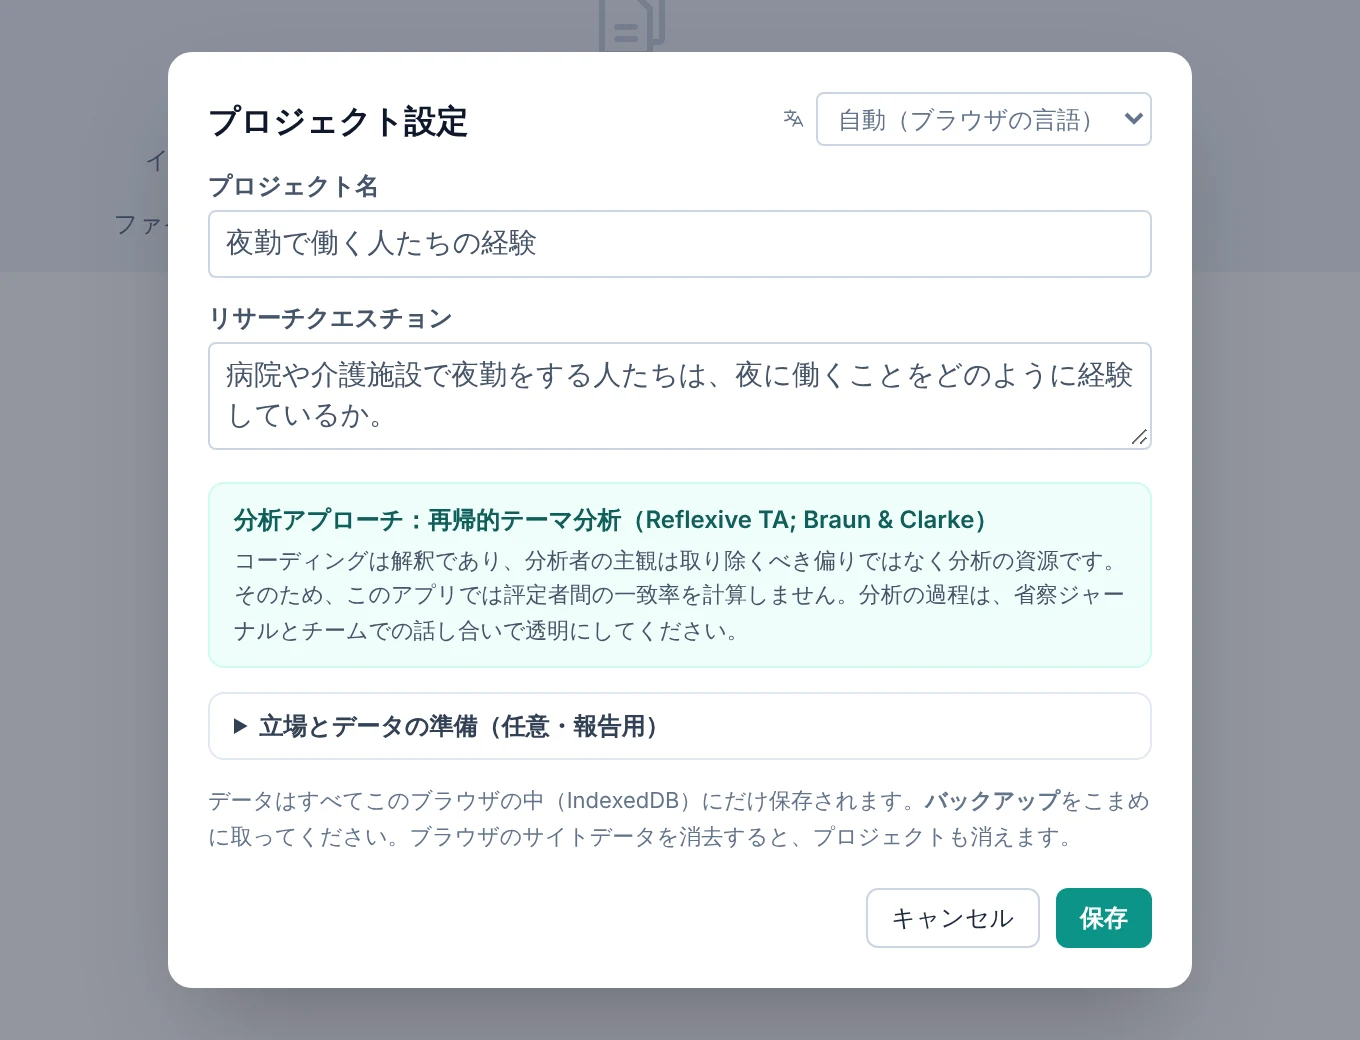 プロジェクト設定
自動（ブラウザの言語）
プロジェクト名
夜勤で働く人たちの経験
リサーチクエスチョン
病院や介護施設で夜勤をする人たちは、夜に働くことをどのように経験
しているか。
分析アプローチ：再帰的テーマ分析（Reflexive TA; Braun & Clarke）
コーディングは解釈であり、分析者の主観は取り除くべき偏りではなく分析の資源です。
そのため、このアプリでは評定者間の一致率を計算しません。分析の過程は、省察ジャー
ナルとチームでの話し合いで透明にしてください。
立場とデータの準備（任意・報告用）
データはすべてこのブラウザの中（IndexedDB）にだけ保存されます。バックアップをこまめ
に取ってください。ブラウザのサイトデータを消去すると、プロジェクトも消えます。
キャンセル
保存
イ
ファ